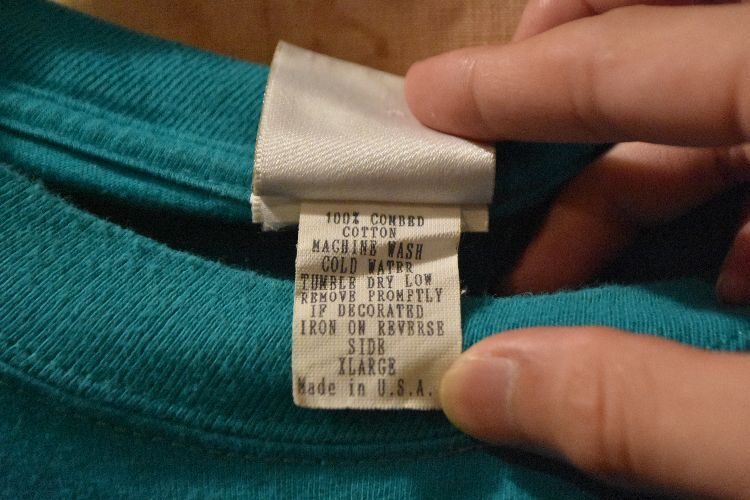 100% COMBED
COTTON
MACHINE WASH
COLD WATER
TUMBLE DRY LOW
REMOVE PROMPTLY
IF DECORATED
IRON ON REVERSE
SIDE
XLARGE
Made in U.S.A.